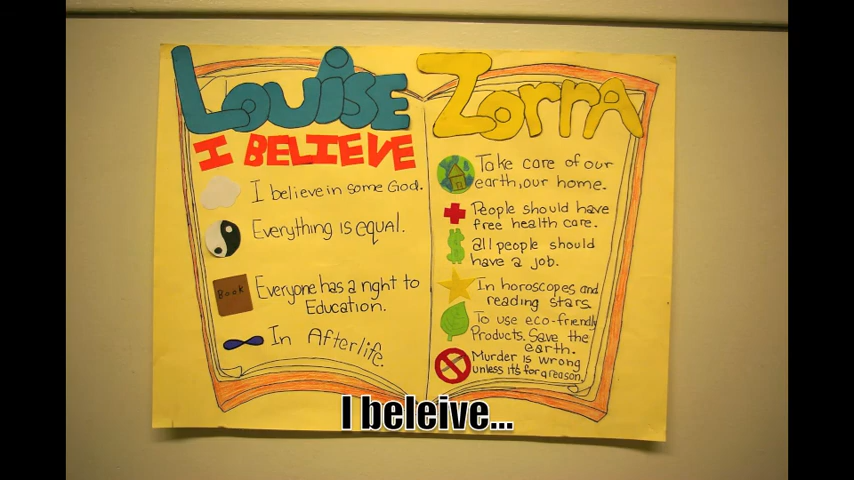 LOUISE
I BELIEVE
I believe in some God.
Everything is equal.
Book
Everyone has a right to
Education.
In Afterlife.
Zorra
Take care of our
earth, our home.
People should have
free health care.
all people should
have a job.
In horoscopes and
reading stars.
To use eco-friendly
Products. Save the
earth.
Murder is wrong
unless it's for a reason.
I beleive...